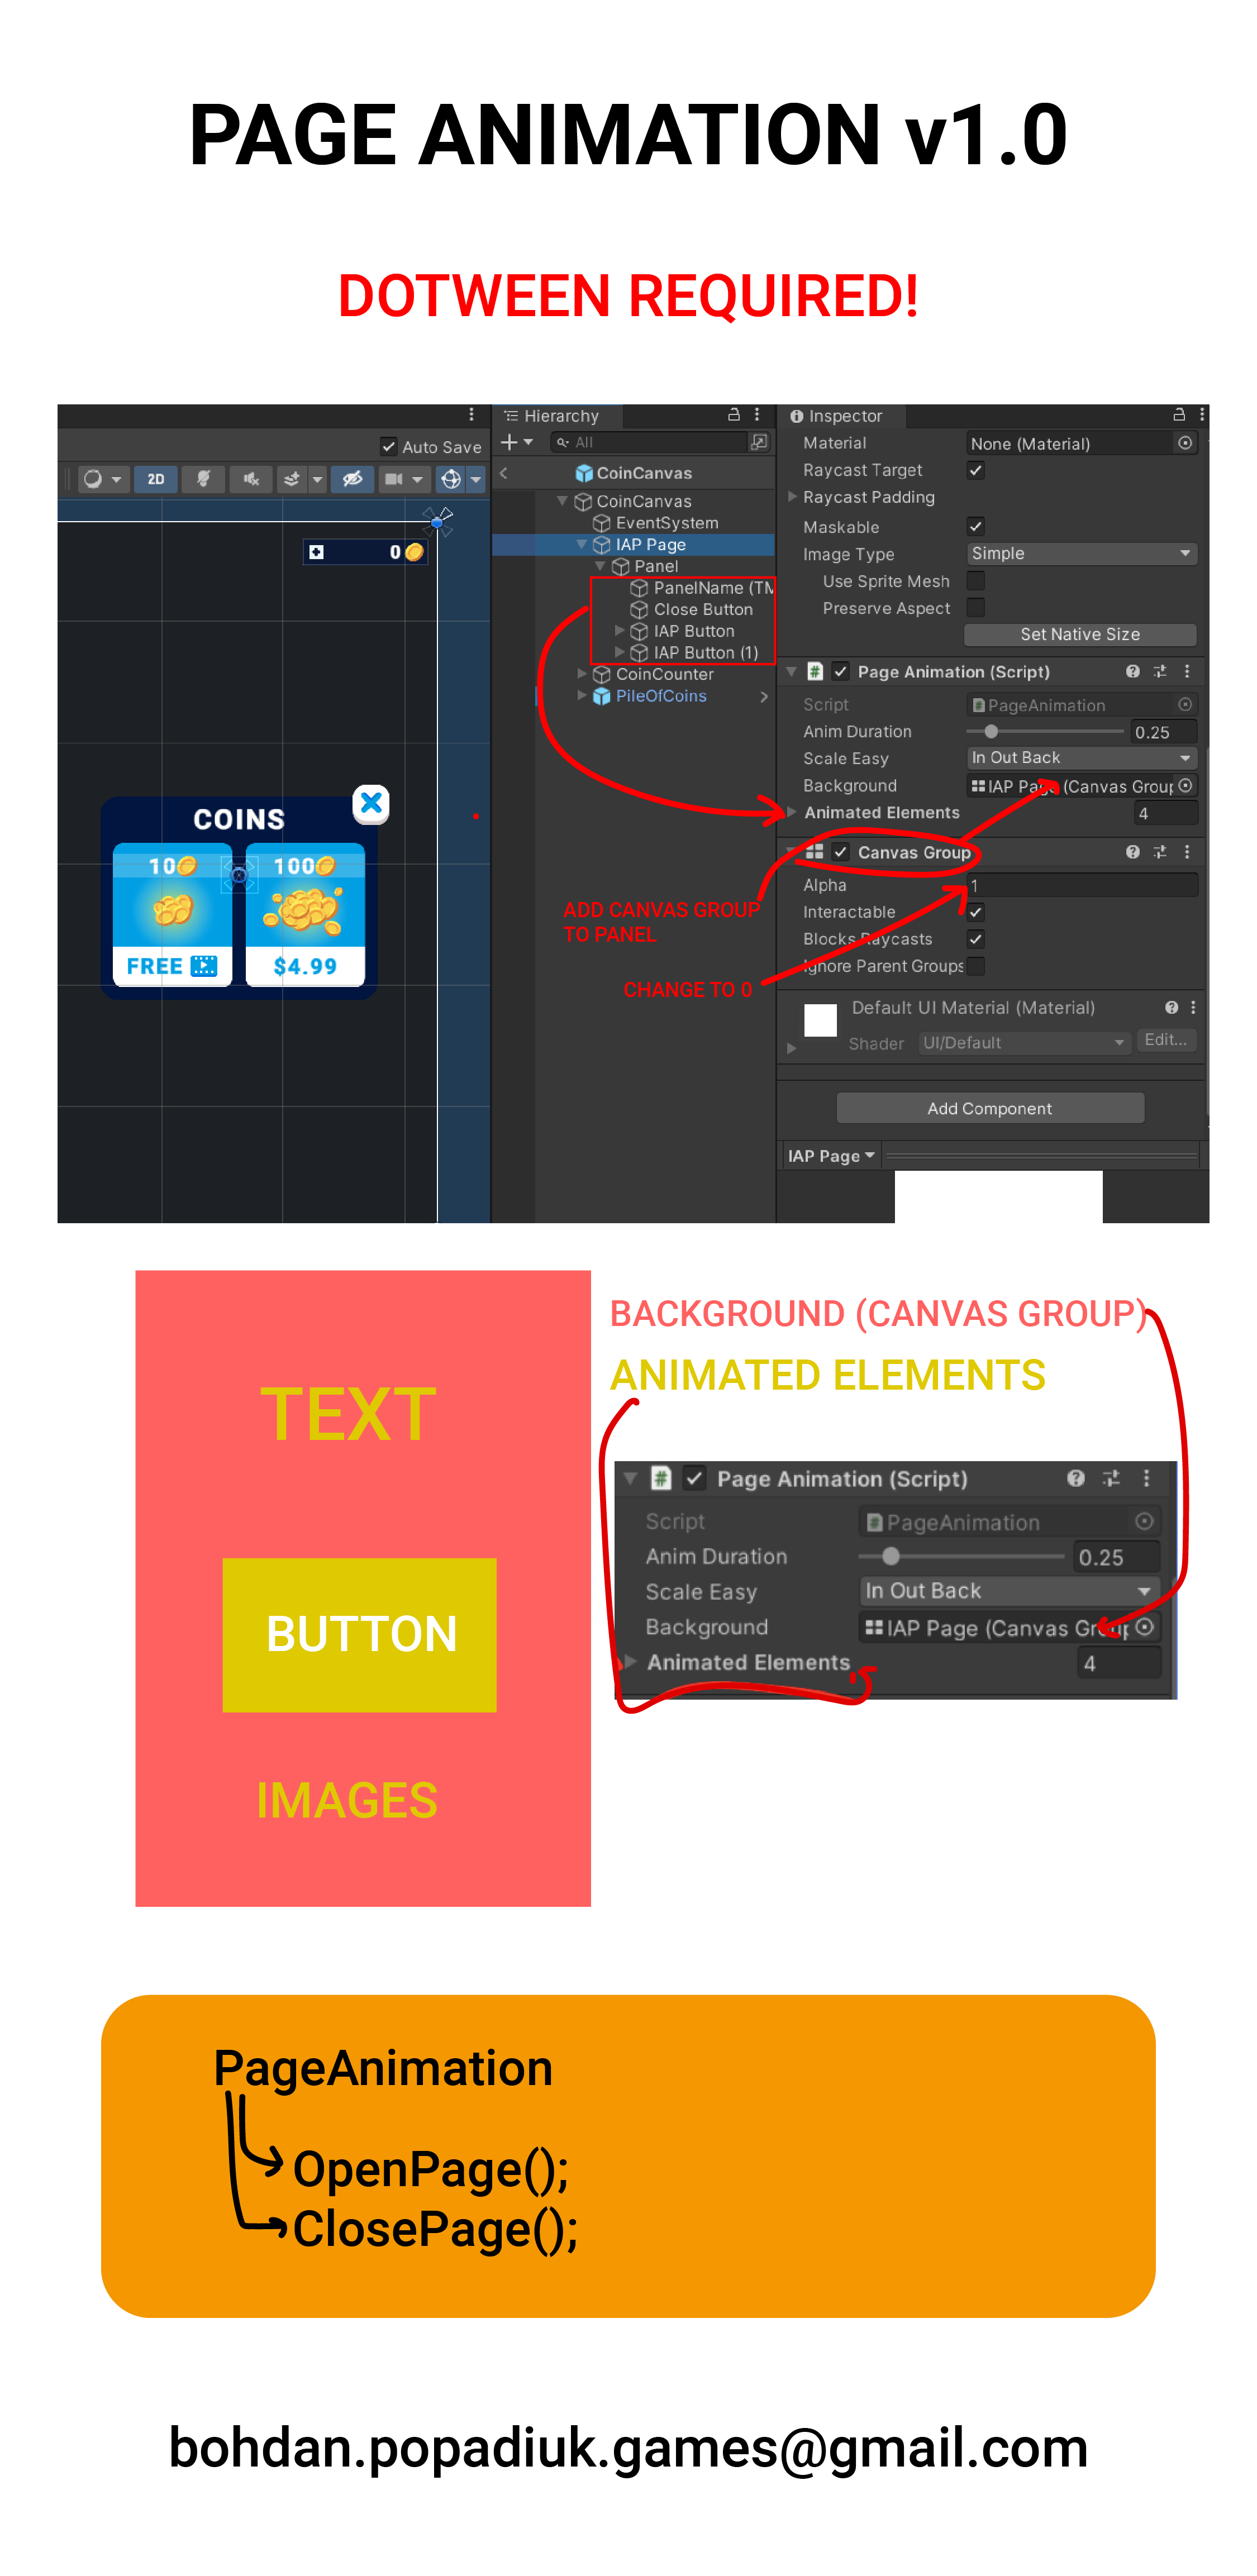 PAGE ANIMATION v1.0
DOTWEEN REQUIRED!
Auto Save
2D
0
COINS
10
100
FREE
$4.99
Hierarchy
All
CoinCanvas
CoinCanvas
EventSystem
IAP Page
Panel
PanelName (TM
Close Button
IAP Button
IAP Button (1)
CoinCounter
PileOfCoins
ADD CANVAS GROUP
TO PANEL
CHANGE TO 0
Inspector
Material None (Material)
Raycast Target
Raycast Padding
Maskable
Image Type Simple
Use Sprite Mesh
Preserve Aspect
Set Native Size
# Page Animation (Script)
Script # PageAnimation
Anim Duration 0.25
Scale Easy In Out Back
Background IAP Page (Canvas Group
Animated Elements 4
Canvas Group
Alpha 1
Interactable
Blocks Raycasts
Ignore Parent Groups
Default UI Material (Material)
Shader UI/Default Edit...
Add Component
IAP Page
TEXT
BUTTON
IMAGES
BACKGROUND (CANVAS GROUP)
ANIMATED ELEMENTS
# Page Animation (Script)
Script # PageAnimation
Anim Duration 0.25
Scale Easy In Out Back
Background IAP Page (Canvas Group
Animated Elements 4
PageAnimation
OpenPage();
ClosePage();
bohdan.popadiuk.games@gmail.com